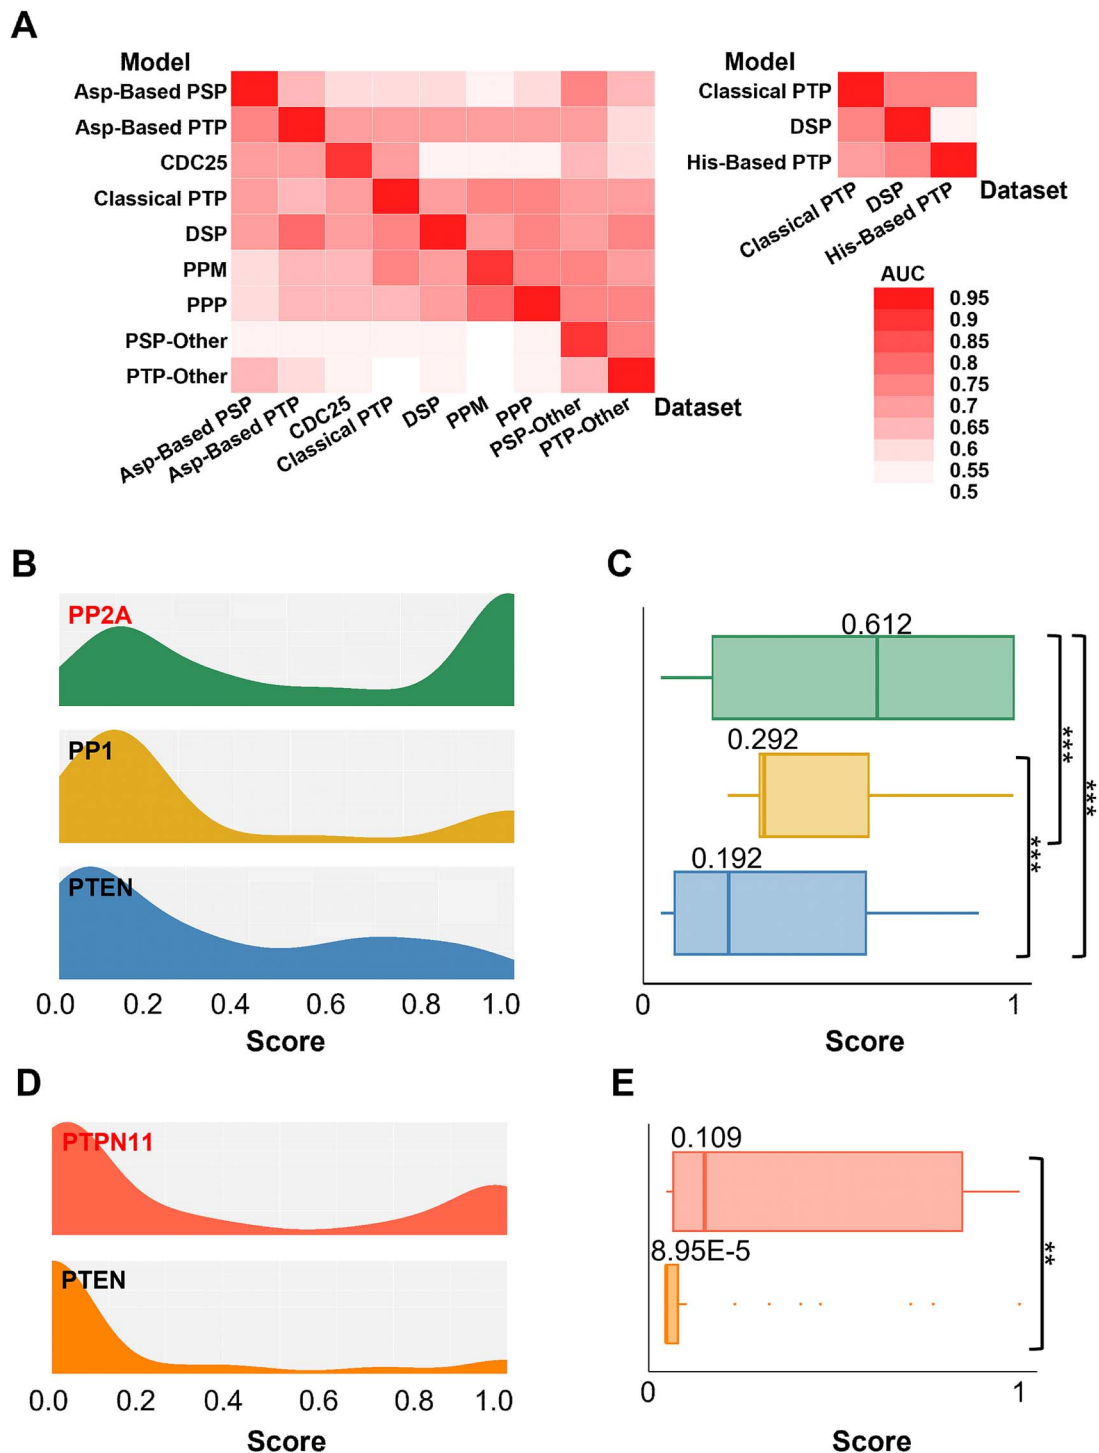 A
Model
Asp-Based PSP
Asp-Based PTP
CDC25
Classical PTP
DSP
PPM
PPP
PSP-Other
PTP-Other
Asp-Based PSP
Asp-Based PTP
CDC25
Classical PTP
DSP
PPM
PPP
PSP-Other
PTP-Other
Dataset
Model
Classical PTP
DSP
His-Based PTP
Classical PTP
DSP
His-Based PTP
Dataset
AUC
0.95
0.9
0.85
0.8
0.75
0.7
0.65
0.6
0.55
0.5
B
PP2A
PP1
PTEN
0.0 0.2 0.4 0.6 0.8 1.0
Score
C
0.612
0.292
0.192
***
***
***
0 1
Score
D
PTPN11
PTEN
0.0 0.2 0.4 0.6 0.8 1.0
Score
E
0.109
8.95E-5
**
0 1
Score